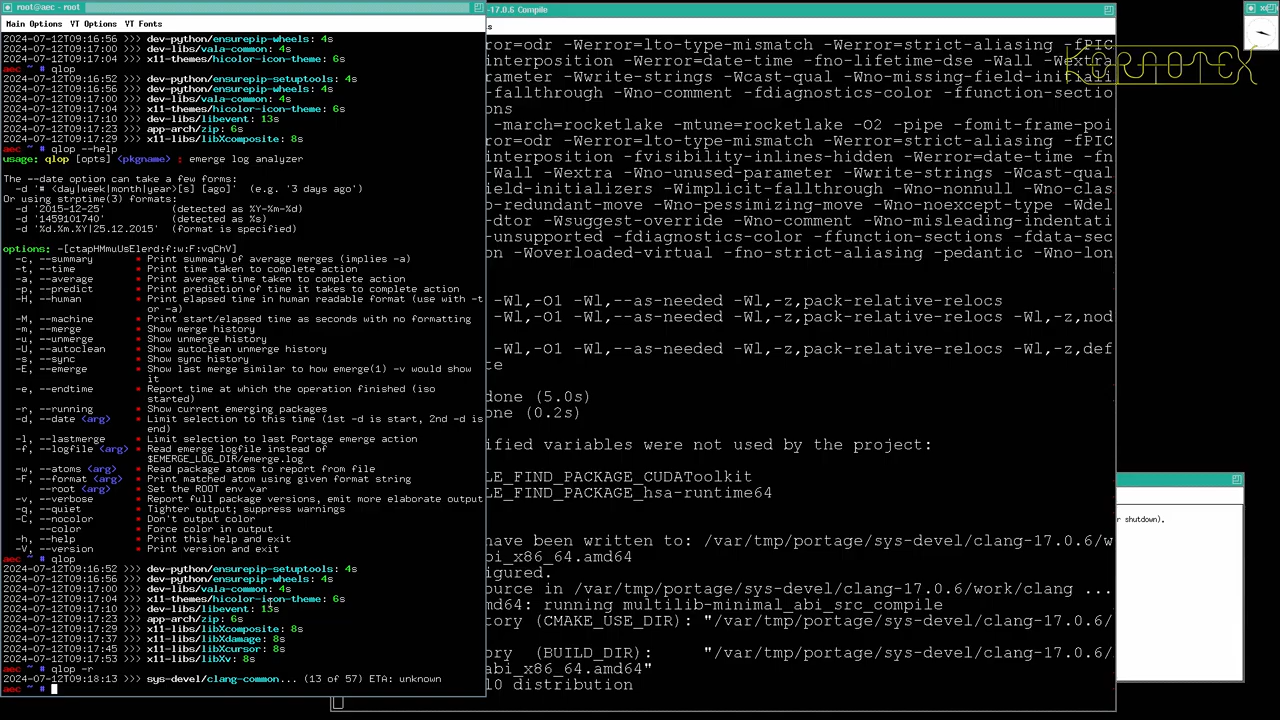 root@aec - root
Main Options  VT Options  VT Fonts
2024-07-12T09:16:56 >>> dev-python/ensurepip-wheels: 4s
2024-07-12T09:17:00 >>> dev-libs/vala-common: 4s
2024-07-12T09:17:04 >>> x11-themes/hicolor-icon-theme: 6s
aec ~ # qlop
2024-07-12T09:16:52 >>> dev-python/ensurepip-setuptools: 4s
2024-07-12T09:16:56 >>> dev-python/ensurepip-wheels: 4s
2024-07-12T09:17:00 >>> dev-libs/vala-common: 4s
2024-07-12T09:17:04 >>> x11-themes/hicolor-icon-theme: 6s
2024-07-12T09:17:10 >>> dev-libs/libevent: 13s
2024-07-12T09:17:23 >>> app-arch/zip: 6s
2024-07-12T09:17:29 >>> x11-libs/libXcomposite: 8s
aec ~ # qlop --help
usage: qlop [opts] <pkgname> : emerge log analyzer
The --date option can take a few forms:
-d '# <day|week|month|year>[s] [ago]' (e.g. '3 days ago')
Or using strptime(3) formats:
-d '2015-12-25' (detected as %Y-%m-%d)
-d '1459101740' (detected as %s)
-d '%d.%m.%Y|25.12.2015' (format is specified)
options: -[ctapHMmuUsElerd:f:w:F:vqChV]
-c, --summary * Print summary of average merges (implies -a)
-t, --time * Print time taken to complete action
-a, --average * Print average time taken to complete action
-p, --predict * Print prediction of time it takes to complete action
-H, --human * Print elapsed time in human readable format (use with -t
or -a)
-M, --machine * Print start/elapsed time as seconds with no formatting
-m, --merge * Show merge history
-u, --unmerge * Show unmerge history
-U, --autoclean * Show autoclean unmerge history
-s, --sync * Show sync history
-E, --emerge * Show last merge similar to how emerge(1) -v would show
it
-e, --endtime * Report time at which the operation finished (iso
started)
-r, --running * Show current emerging packages
-d, --date <arg> * Limit selection to this time (1st -d is start, 2nd -d is
end)
-l, --lastmerge * Limit selection to last Portage emerge action
-f, --logfile <arg> * Read emerge logfile instead of
$EMERGE_LOG_DIR/emerge.log
-w, --atoms <arg> * Read package atoms to report from file
-F, --format <arg> * Print matched atom using given format string
--root <arg> * Set the ROOT env var
-v, --verbose * Report full package versions, emit more elaborate output
-q, --quiet * Tighter output; suppress warnings
-C, --nocolor * Don't output color
--color * Force color in output
-h, --help * Print this help and exit
-V, --version * Print version and exit
aec ~ # qlop
2024-07-12T09:16:52 >>> dev-python/ensurepip-setuptools: 4s
2024-07-12T09:16:56 >>> dev-python/ensurepip-wheels: 4s
2024-07-12T09:17:00 >>> dev-libs/vala-common: 4s
2024-07-12T09:17:04 >>> x11-themes/hicolor-icon-theme: 6s
2024-07-12T09:17:10 >>> dev-libs/libevent: 13s
2024-07-12T09:17:23 >>> app-arch/zip: 6s
2024-07-12T09:17:29 >>> x11-libs/libXcomposite: 8s
2024-07-12T09:17:37 >>> x11-libs/libXdamage: 8s
2024-07-12T09:17:45 >>> x11-libs/libXcursor: 8s
2024-07-12T09:17:53 >>> x11-libs/libXv: 8s
aec ~ # qlop -r
2024-07-12T09:18:13 >>> sys-devel/clang-common... (13 of 57) ETA: unknown
aec ~ #
-17.0.6 Compile
s
rror=odr -Werror=lto-type-mismatch -Werror=strict-aliasing -fPIC
interposition -Werror=date-time -fno-lifetime-dse -Wall -Wextra
arameter -Wwrite-strings -Wcast-qual -Wno-missing-field-initiali
-fallthrough -Wno-comment -fdiagnostics-color -ffunction-section
ons
-march=rocketlake -mtune=rocketlake -O2 -pipe -fomit-frame-poi
rror=odr -Werror=lto-type-mismatch -Werror=strict-aliasing -fPIC
interposition -fvisibility-inlines-hidden -Werror=date-time -fn
-Wall -Wextra -Wno-unused-parameter -Wwrite-strings -Wcast-qual
ield-initializers -Wimplicit-fallthrough -Wno-nonnull -Wno-clas
-redundant-move -Wno-pessimizing-move -Wno-noexcept-type -Wdel
-dtor -Wsuggest-override -Wno-comment -Wno-misleading-indentati
-unsupported -fdiagnostics-color -ffunction-sections -fdata-sec
on -Woverloaded-virtual -fno-strict-aliasing -pedantic -Wno-lon
-Wl,-O1 -Wl,--as-needed -Wl,-z,pack-relative-relocs
-Wl,-O1 -Wl,--as-needed -Wl,-z,pack-relative-relocs -Wl,-z,nod
-Wl,-O1 -Wl,--as-needed -Wl,-z,pack-relative-relocs -Wl,-z,def
ce
done (5.0s)
one (0.2s)
ified variables were not used by the project:
LE_FIND_PACKAGE_CUDAToolkit
LE_FIND_PACKAGE_hsa-runtime64
have been written to: /var/tmp/portage/sys-devel/clang-17.0.6/w
bi_x86_64.amd64
igured.
ource in /var/tmp/portage/sys-devel/clang-17.0.6/work/clang ...
md64: running multilib-minimal_abi_src_compile
tory (CMAKE_USE_DIR): "/var/tmp/portage/sys-devel/clang-17.0.6/
ory (BUILD_DIR): "/var/tmp/portage/sys-devel/clang-17.0.6/
abi_x86_64.amd64"
10 distribution
r shutdown).